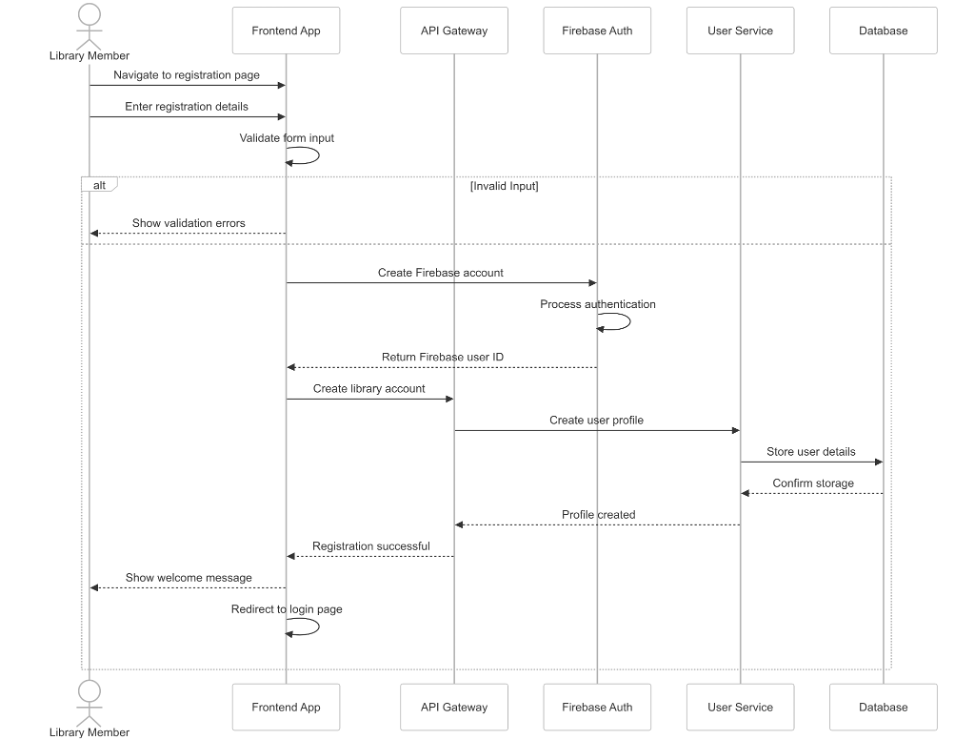 Library Member
Frontend App
API Gateway
Firebase Auth
User Service
Database
Navigate to registration page
Enter registration details
Validate form input
alt
[Invalid Input]
Show validation errors
Create Firebase account
Process authentication
Return Firebase user ID
Create library account
Create user profile
Store user details
Confirm storage
Profile created
Registration successful
Show welcome message
Redirect to login page
Library Member
Frontend App
API Gateway
Firebase Auth
User Service
Database